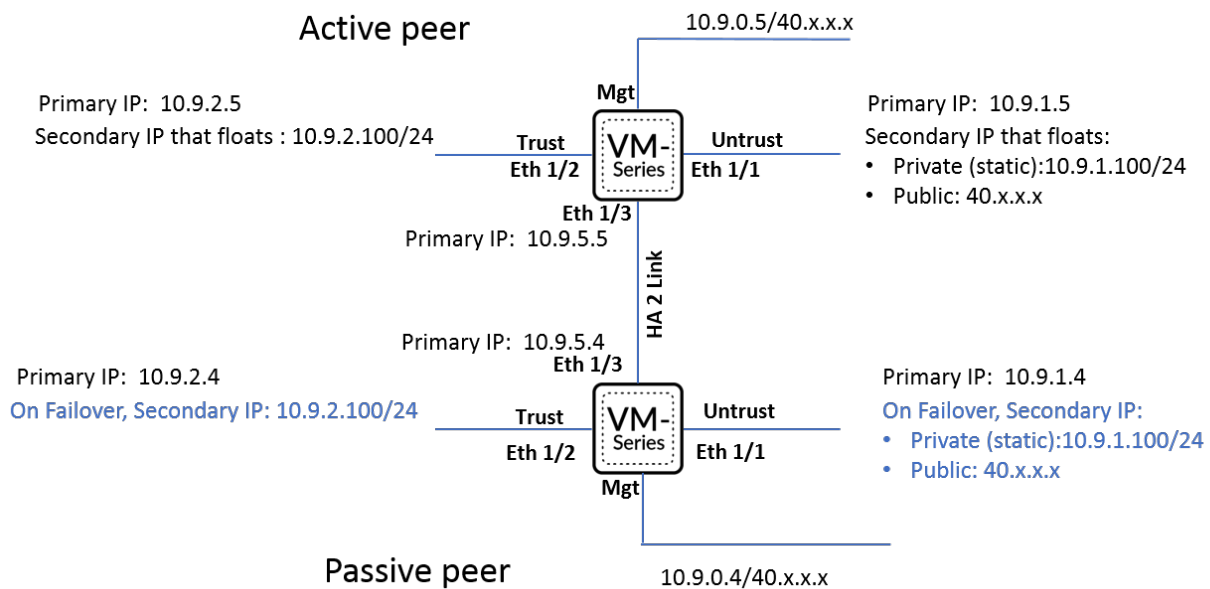 Active peer
10.9.0.5/40.x.x.x
Mgt
Primary IP: 10.9.2.5
Secondary IP that floats : 10.9.2.100/24
Trust
Eth 1/2
VM-
Series
Untrust
Eth 1/1
Primary IP: 10.9.1.5
Secondary IP that floats:
• Private (static):10.9.1.100/24
• Public: 40.x.x.x
Eth 1/3
Primary IP: 10.9.5.5
HA 2 Link
Primary IP: 10.9.5.4
Eth 1/3
Primary IP: 10.9.2.4
On Failover, Secondary IP: 10.9.2.100/24
Trust
Eth 1/2
VM-
Series
Untrust
Eth 1/1
Primary IP: 10.9.1.4
On Failover, Secondary IP:
• Private (static):10.9.1.100/24
• Public: 40.x.x.x
Mgt
Passive peer
10.9.0.4/40.x.x.x